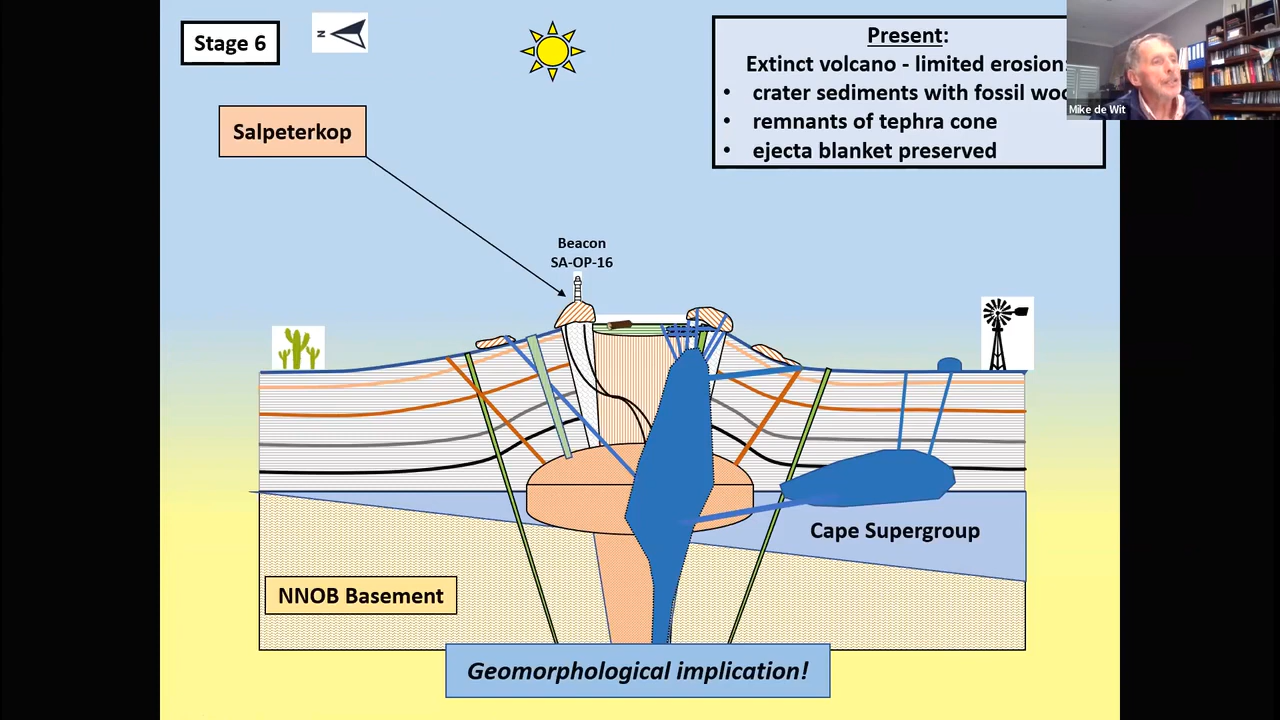 Stage 6
N
Present:
Extinct volcano - limited erosion
• crater sediments with fossil
• remnants of tephra cone
• ejecta blanket preserved
Mike de Wit
Salpeterkop
Beacon
SA-OP-16
Cape Supergroup
NNOB Basement
Geomorphological implication!